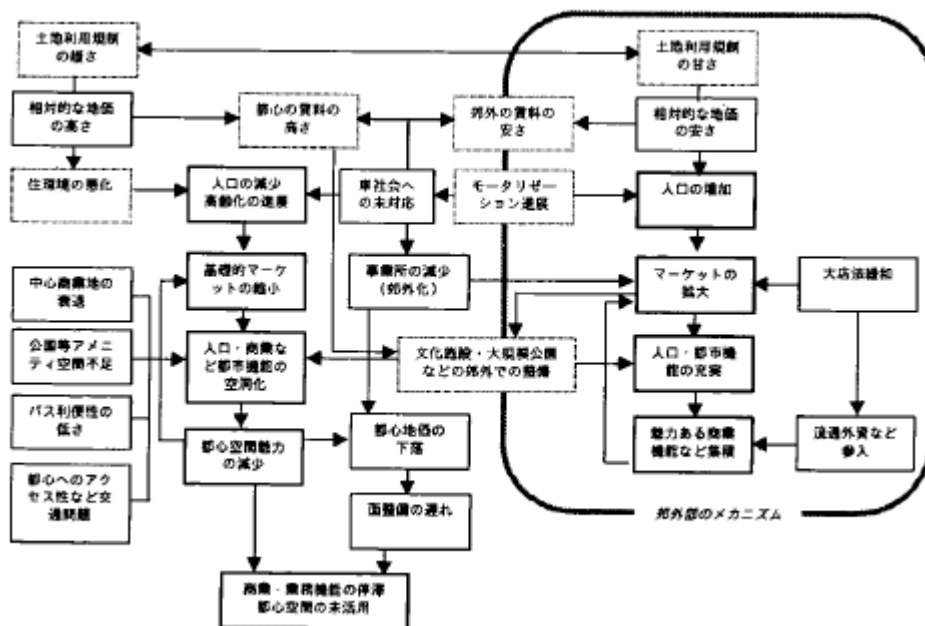 土地利用規制
の緩さ
土地利用規制
の甘さ
相対的な地価
の高さ
都心の賃料の
高さ
郊外の賃料の
安さ
相対的な地価
の安さ
住環境の悪化
人口の減少
高齢化の進展
車社会へ
の未対応
モータリゼー
ション進展
人口の増加
中心商業地の
衰退
基礎的マーケ
ットの縮小
事業所の減少
(郊外化)
マーケットの
拡大
大店法緩和
公園等アメニ
ティ空間不足
人口・商業な
ど都市機能の
空洞化
文化施設・大規模公園
などの郊外での整備
人口・都市機
能の充実
バス利便性の
低さ
都心空間魅力
の減少
都心地価の
下落
魅力ある商業
機能など集積
流通外資など
参入
都心へのアク
セス性など交
通問題
面整備の遅れ
郊外部のメカニズム
商業・業務機能の停滞
都心空間の未活用